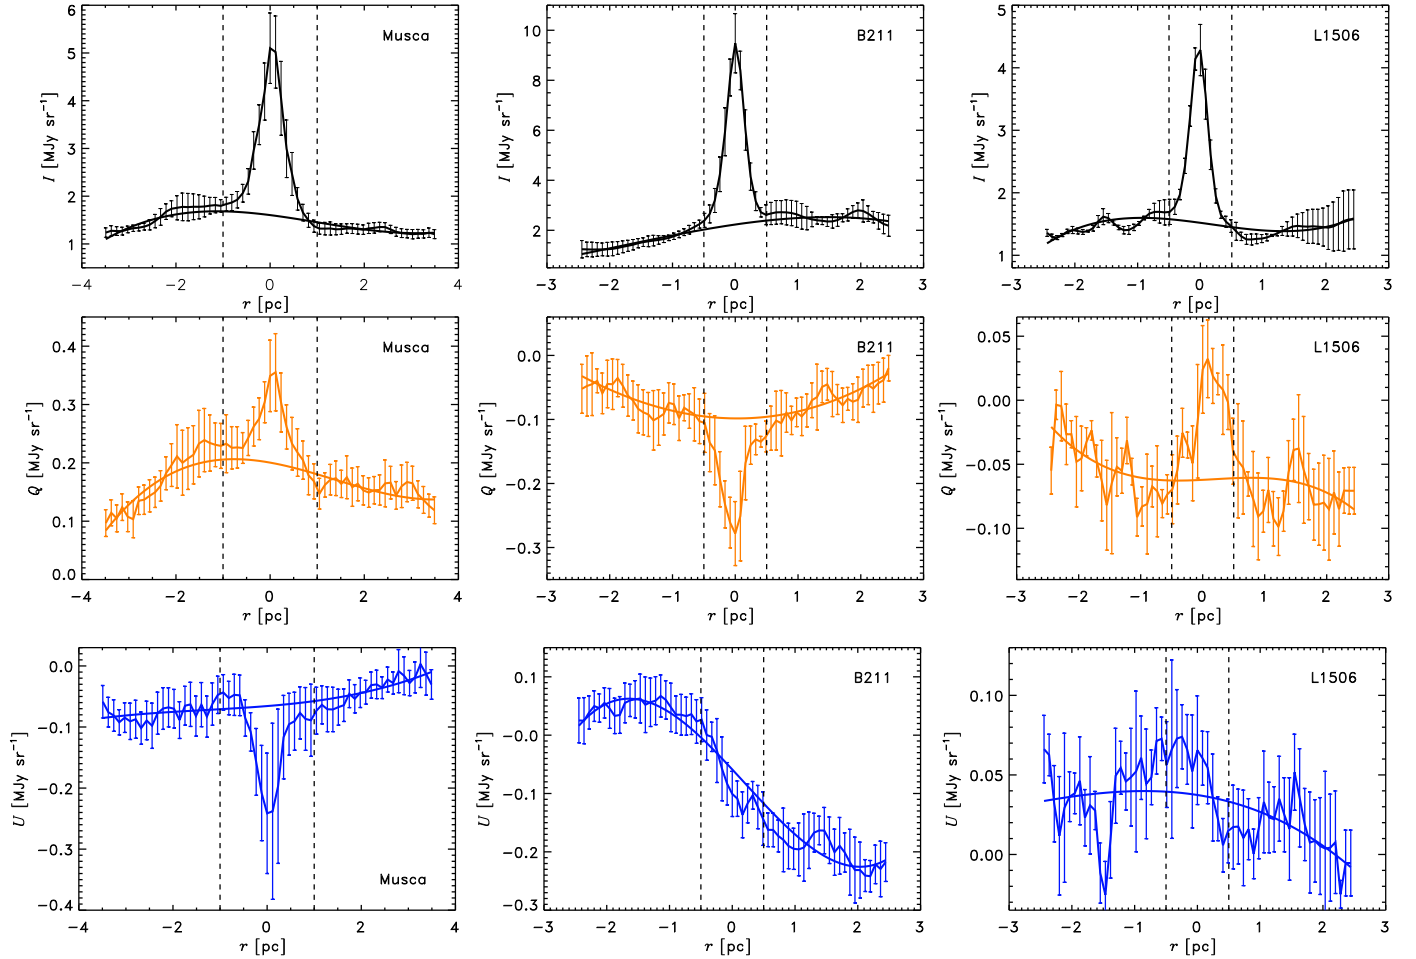 Musca
I [MJy sr⁻¹]
6
5
4
3
2
1
−4 −2 0 2 4
r [pc]
B211
I [MJy sr⁻¹]
10
8
6
4
2
−3 −2 −1 0 1 2 3
r [pc]
L1506
I [MJy sr⁻¹]
5
4
3
2
1
−3 −2 −1 0 1 2 3
r [pc]
Musca
Q [MJy sr⁻¹]
0.4
0.3
0.2
0.1
0.0
−4 −2 0 2 4
r [pc]
B211
Q [MJy sr⁻¹]
0.0
−0.1
−0.2
−0.3
−3 −2 −1 0 1 2 3
r [pc]
L1506
Q [MJy sr⁻¹]
0.05
0.00
−0.05
−0.10
−3 −2 −1 0 1 2 3
r [pc]
Musca
U [MJy sr⁻¹]
0.0
−0.1
−0.2
−0.3
−0.4
−4 −2 0 2 4
r [pc]
B211
U [MJy sr⁻¹]
0.1
−0.0
−0.1
−0.2
−0.3
−3 −2 −1 0 1 2 3
r [pc]
L1506
U [MJy sr⁻¹]
0.10
0.05
0.00
−3 −2 −1 0 1 2 3
r [pc]